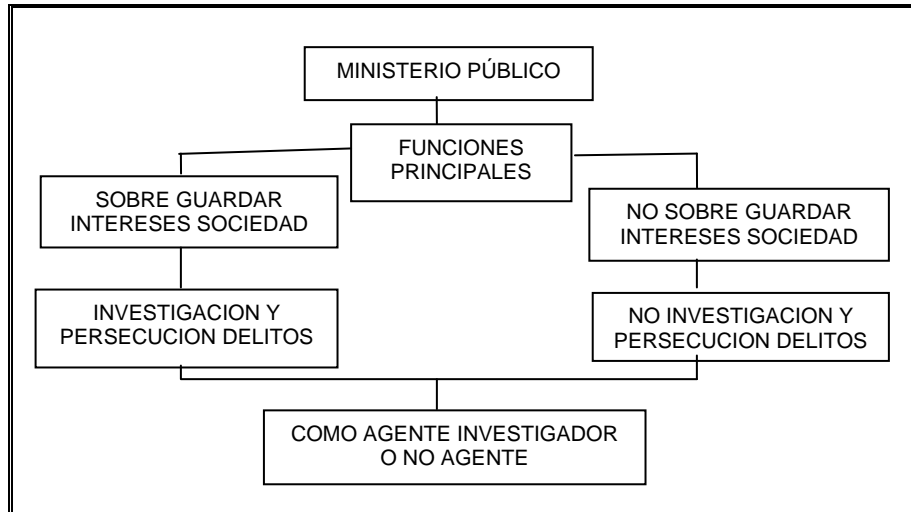 MINISTERIO PÚBLICO
FUNCIONES
PRINCIPALES
SOBRE GUARDAR
INTERESES SOCIEDAD
NO SOBRE GUARDAR
INTERESES SOCIEDAD
INVESTIGACION Y
PERSECUCION DELITOS
NO INVESTIGACION Y
PERSECUCION DELITOS
COMO AGENTE INVESTIGADOR
O NO AGENTE